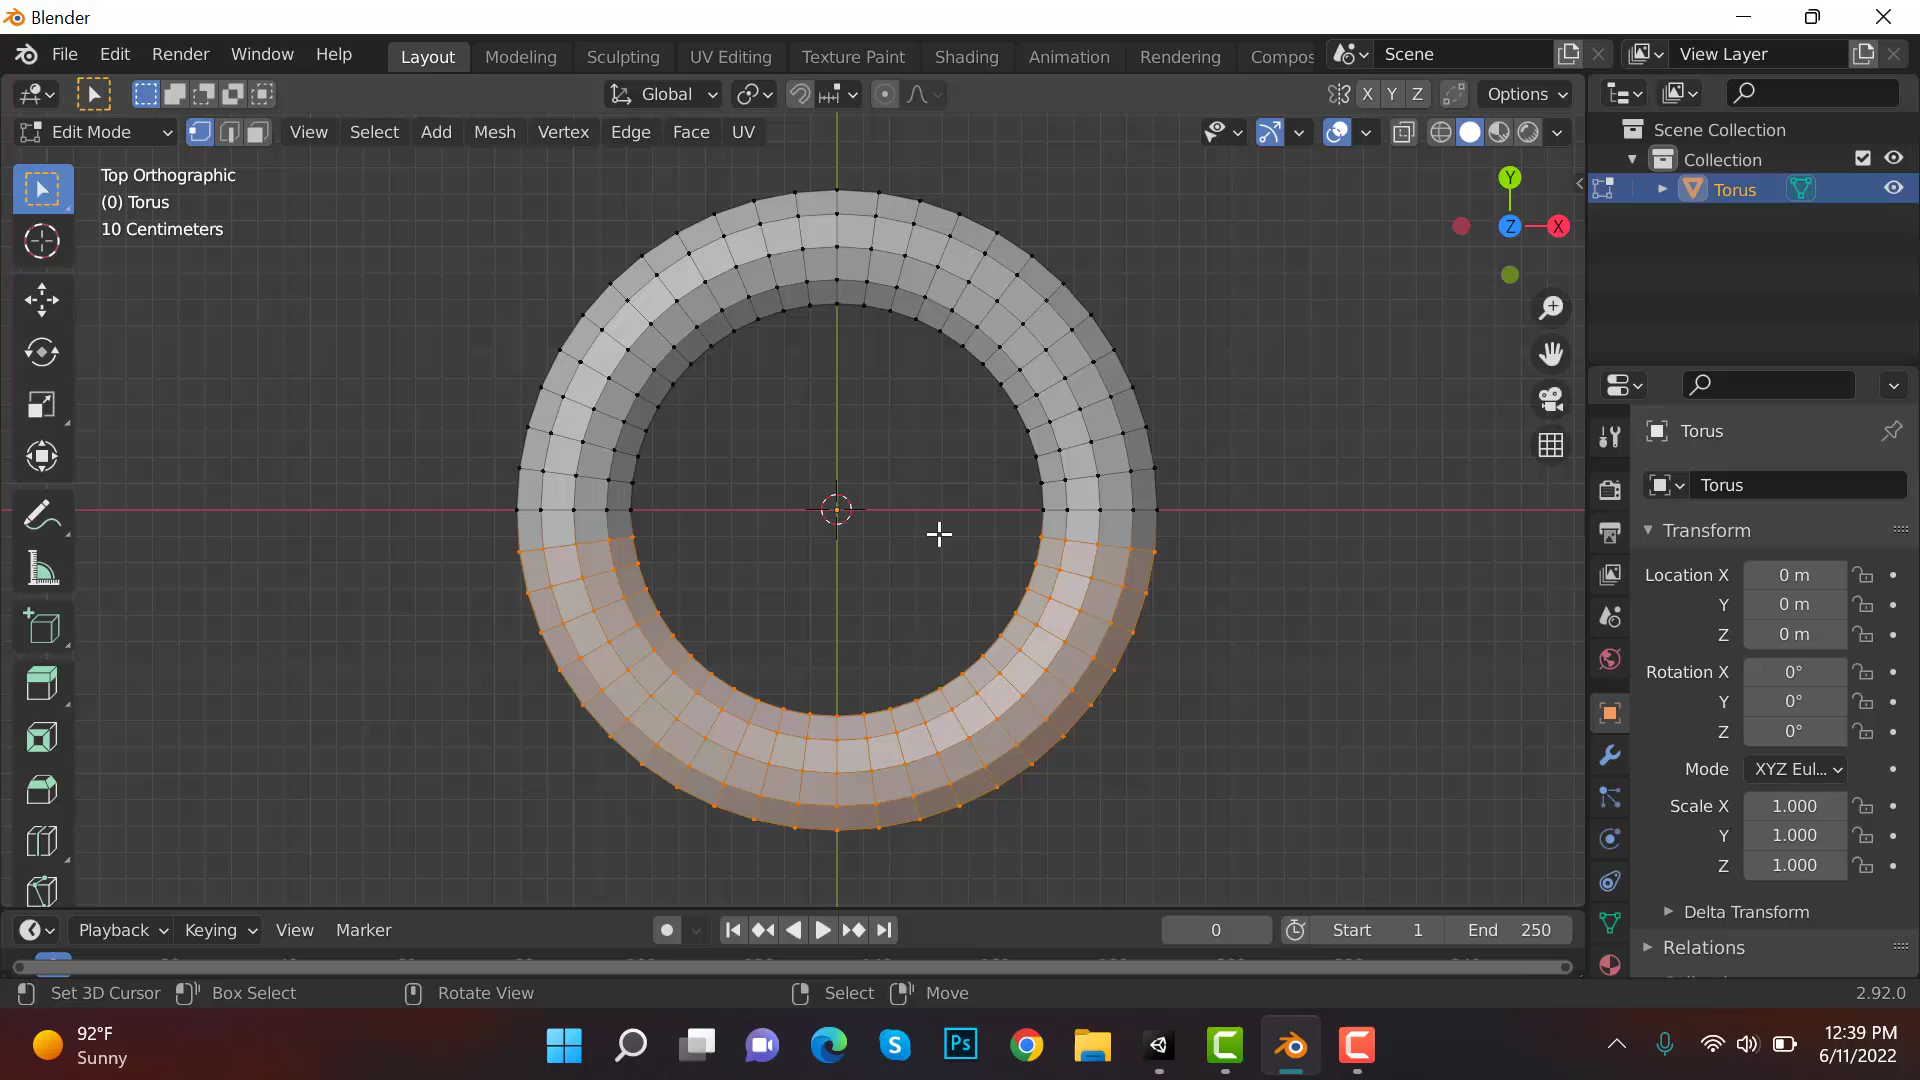 Blender
File Edit Render Window Help Layout Modeling Sculpting UV Editing Texture Paint Shading Animation Rendering Compos Scene View Layer
Global X Y Z Options
Edit Mode View Select Add Mesh Vertex Edge Face UV
Scene Collection
Collection
Torus
Top Orthographic
(0) Torus
10 Centimeters
Y
Z X
Torus
Torus
Transform
Location X 0 m
Y 0 m
Z 0 m
Rotation X 0°
Y 0°
Z 0°
Mode XYZ Eul...
Scale X 1.000
Y 1.000
Z 1.000
Delta Transform
Relations
Playback Keying View Marker 0 Start 1 End 250
Set 3D Cursor Box Select Rotate View Select Move 2.92.0
92°F
Sunny
S
Ps
C
C
12:39 PM
6/11/2022